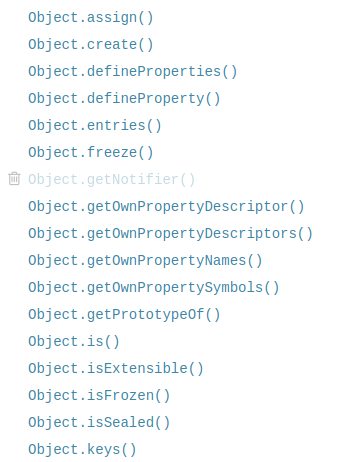 Object.assign()
Object.create()
Object.defineProperties()
Object.defineProperty()
Object.entries()
Object.freeze()
Object.getNotifier()
Object.getOwnPropertyDescriptor()
Object.getOwnPropertyDescriptors()
Object.getOwnPropertyNames()
Object.getOwnPropertySymbols()
Object.getPrototypeOf()
Object.is()
Object.isExtensible()
Object.isFrozen()
Object.isSealed()
Object.keys()